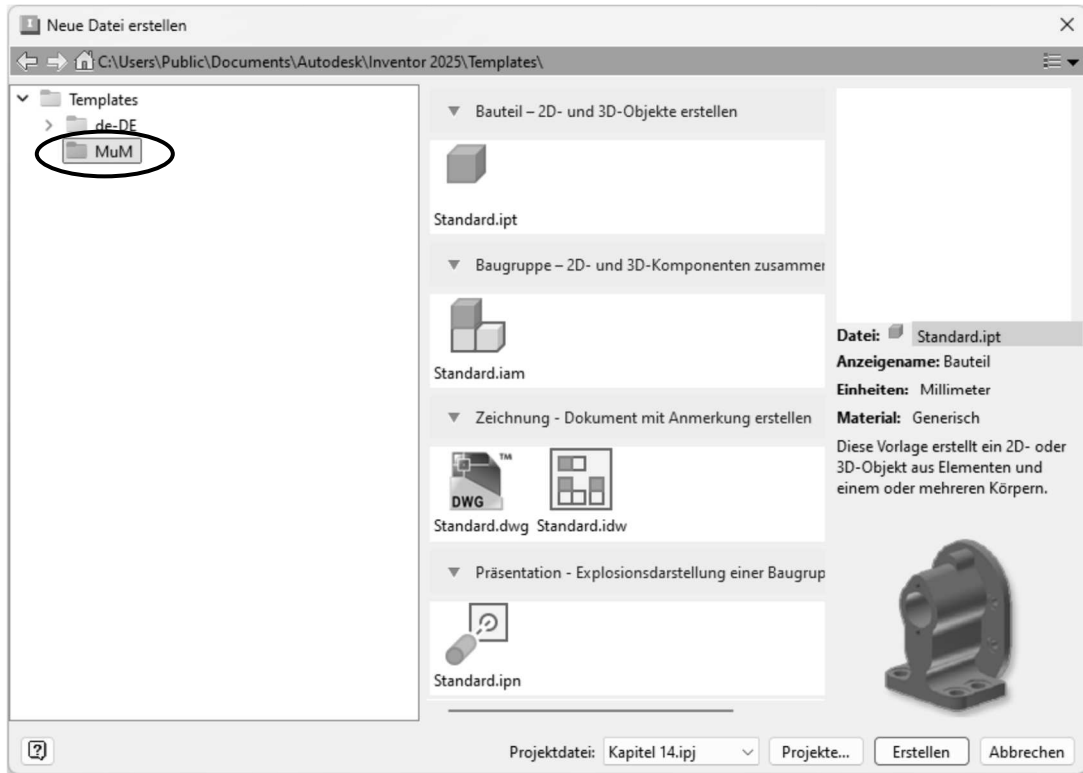 Neue Datei erstellen
C:\Users\Public\Documents\Autodesk\Inventor 2025\Templates\
Templates
de-DE
MuM
Bauteil – 2D- und 3D-Objekte erstellen
Standard.ipt
Baugruppe – 2D- und 3D-Komponenten zusammer
Standard.iam
Zeichnung - Dokument mit Anmerkung erstellen
TM
DWG
Standard.dwg Standard.idw
Präsentation - Explosionsdarstellung einer Baugrup
Standard.ipn
Datei: Standard.ipt
Anzeigename: Bauteil
Einheiten: Millimeter
Material: Generisch
Diese Vorlage erstellt ein 2D- oder
3D-Objekt aus Elementen und
einem oder mehreren Körpern.
Projektdatei: Kapitel 14.ipj Projekte... Erstellen Abbrechen